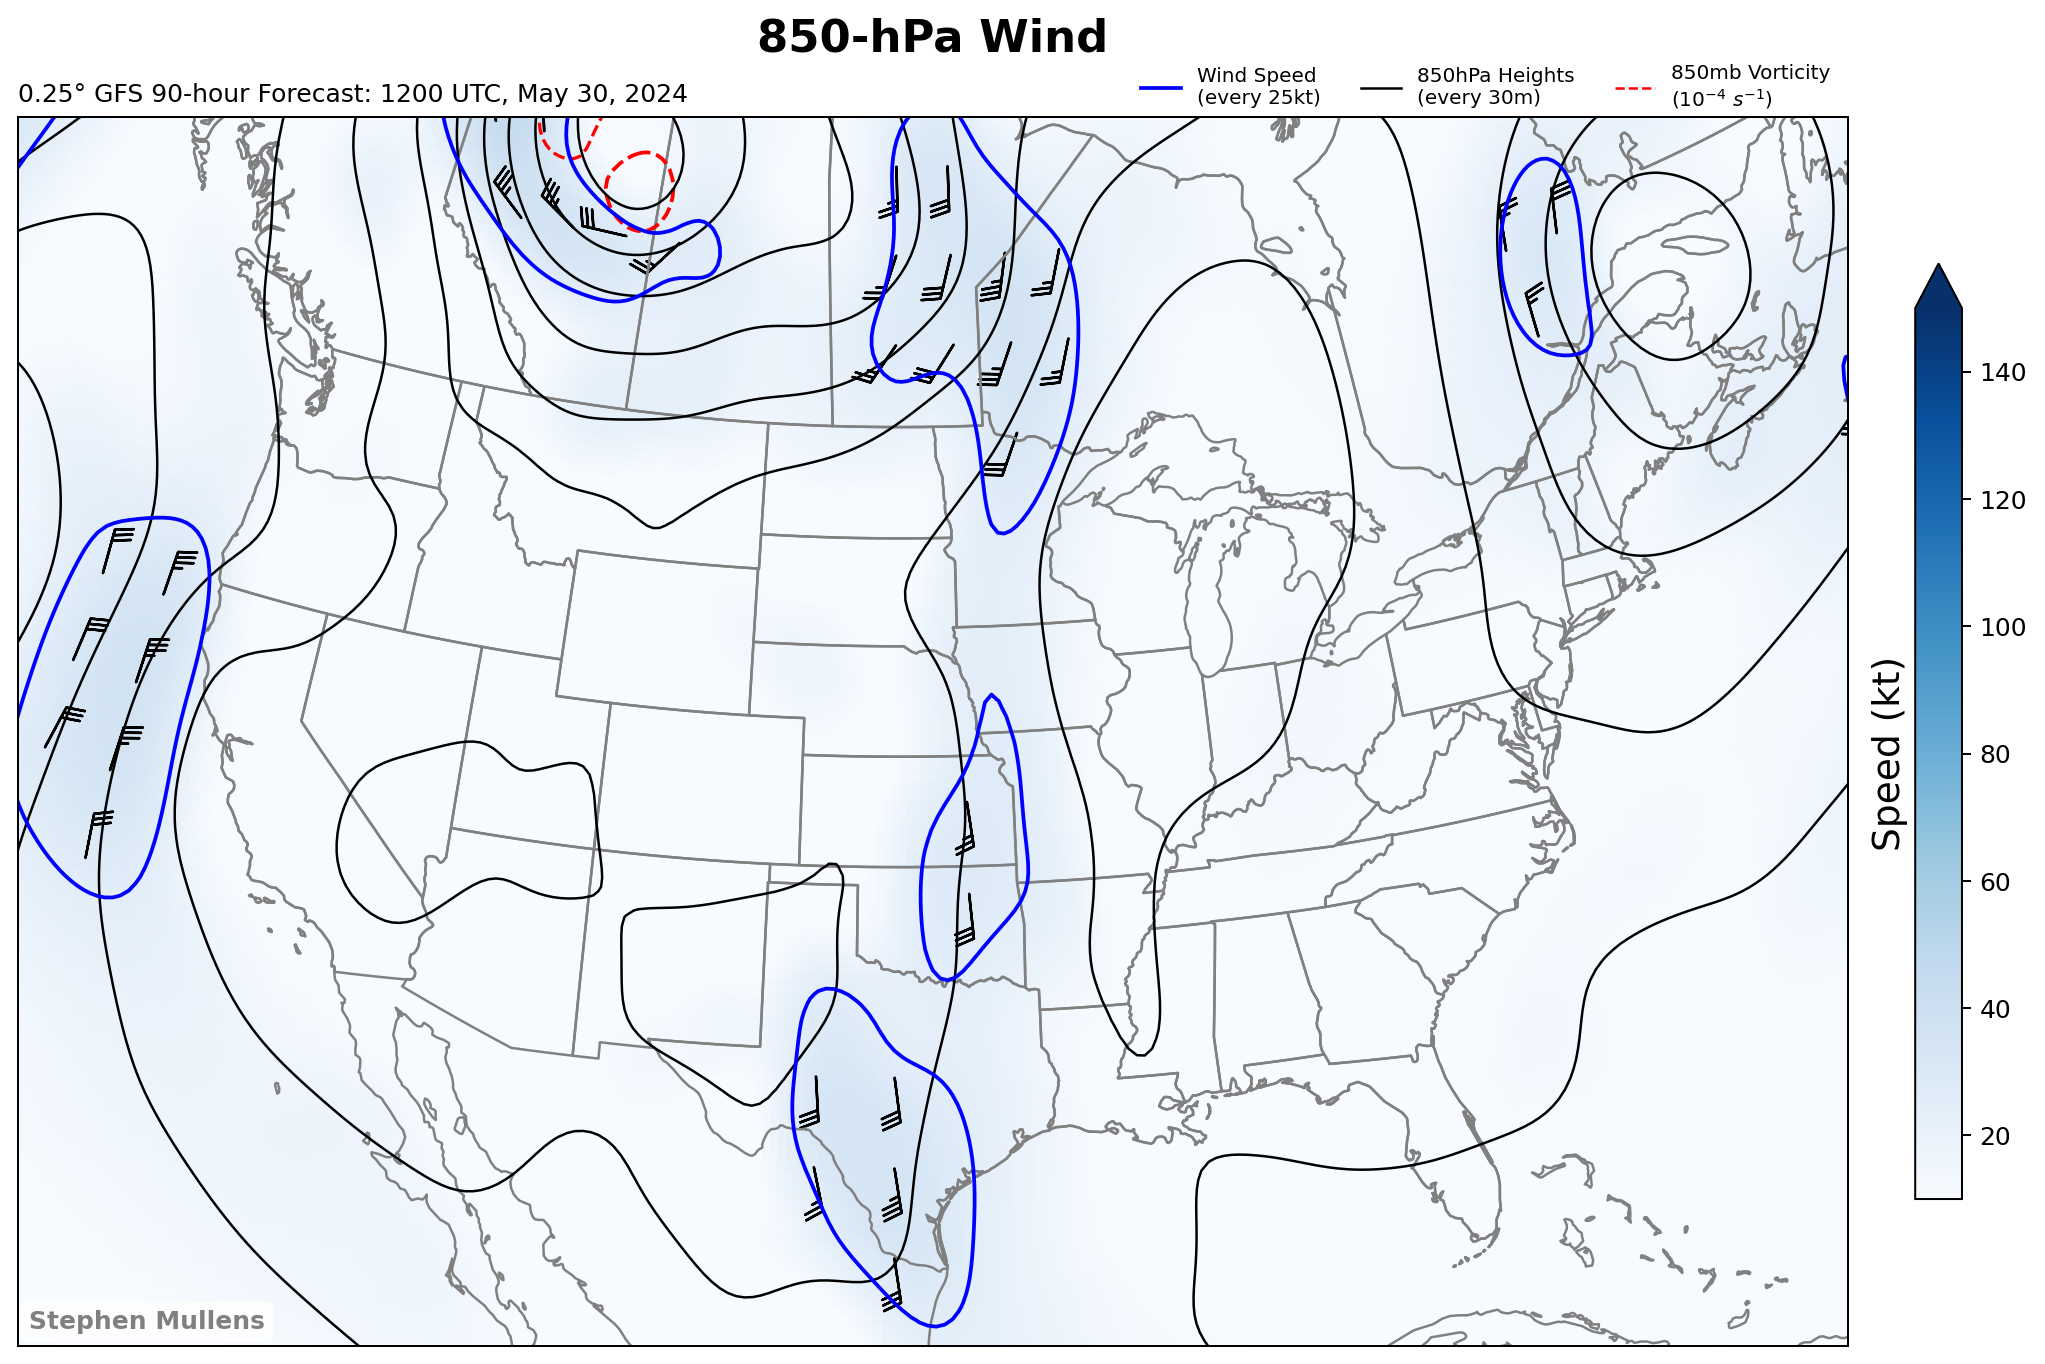 850-hPa Wind
0.25° GFS 90-hour Forecast: 1200 UTC, May 30, 2024
Wind Speed
(every 25kt)
850hPa Heights
(every 30m)
850mb Vorticity
(10⁻⁴ s⁻¹)
140
120
100
80
60
40
20
Speed (kt)
Stephen Mullens